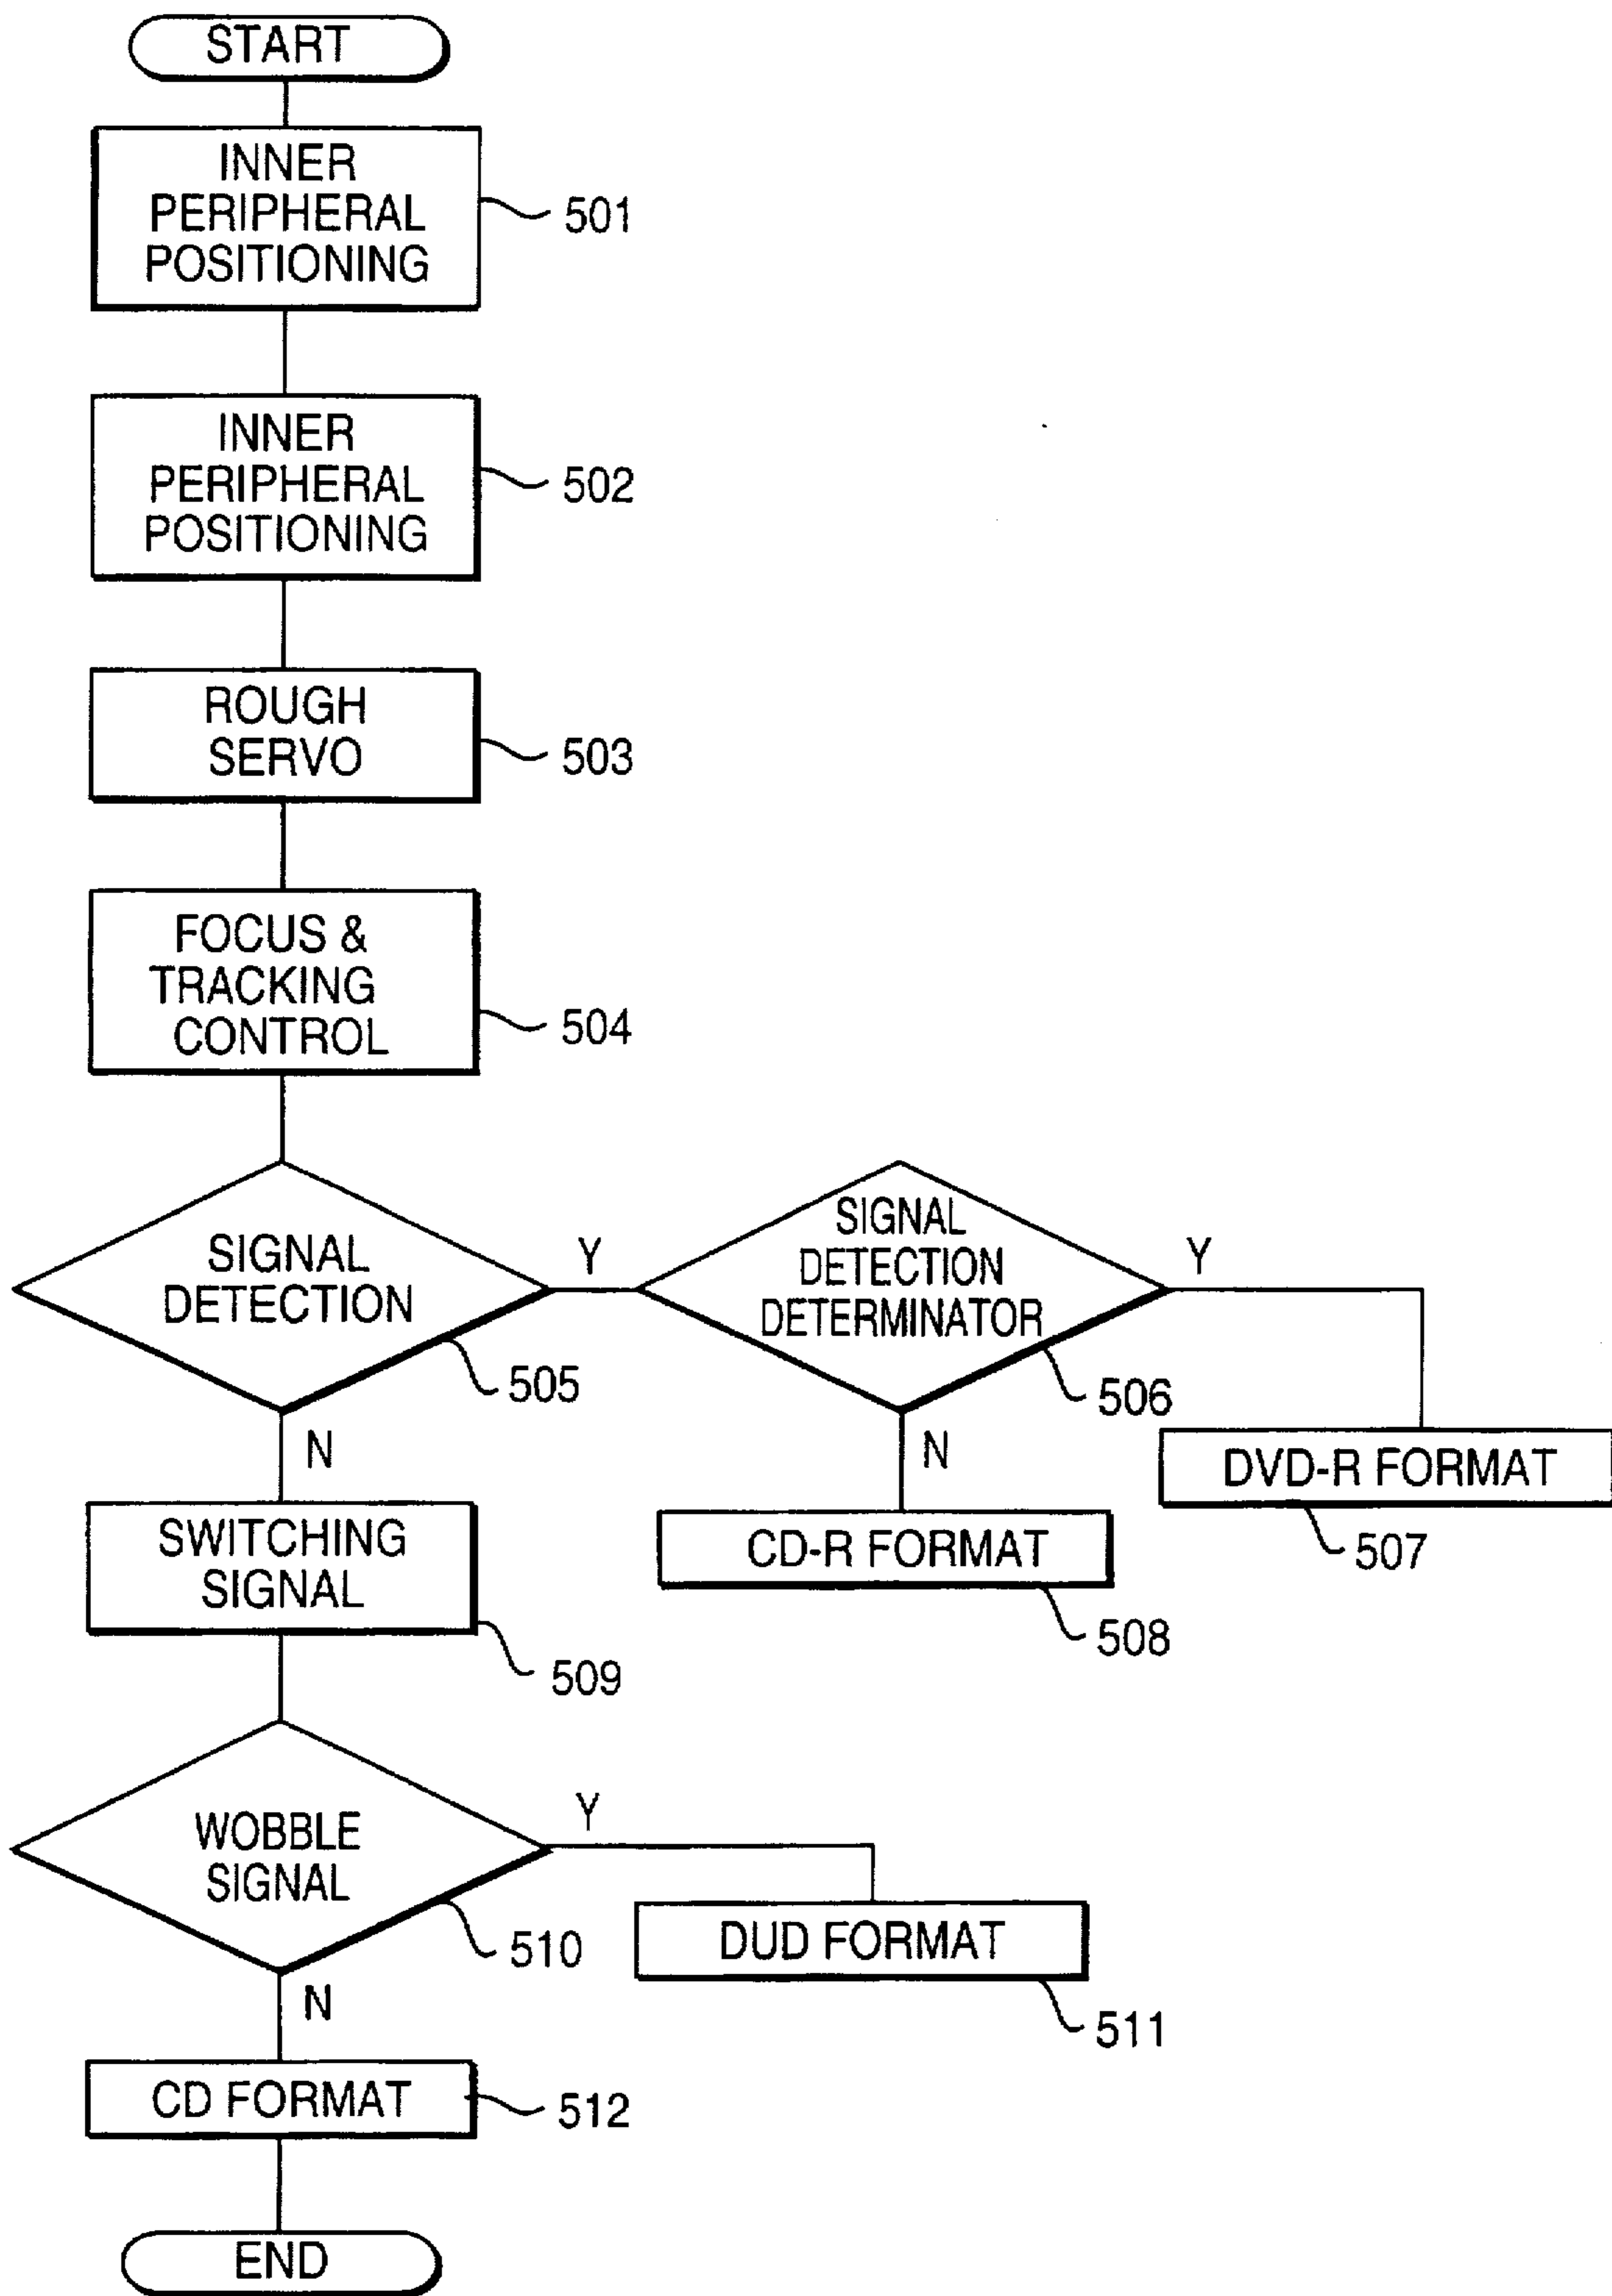 START
INNER
PERIPHERAL
POSITIONING
501
INNER
PERIPHERAL
POSITIONING
502
ROUGH
SERVO
503
FOCUS &
TRACKING
CONTROL
504
SIGNAL
DETECTION
505
Y
N
SIGNAL
DETECTION
DETERMINATOR
506
Y
N
DVD-R FORMAT
507
CD-R FORMAT
508
SWITCHING
SIGNAL
509
WOBBLE
SIGNAL
510
Y
N
DUD FORMAT
511
CD FORMAT
512
END